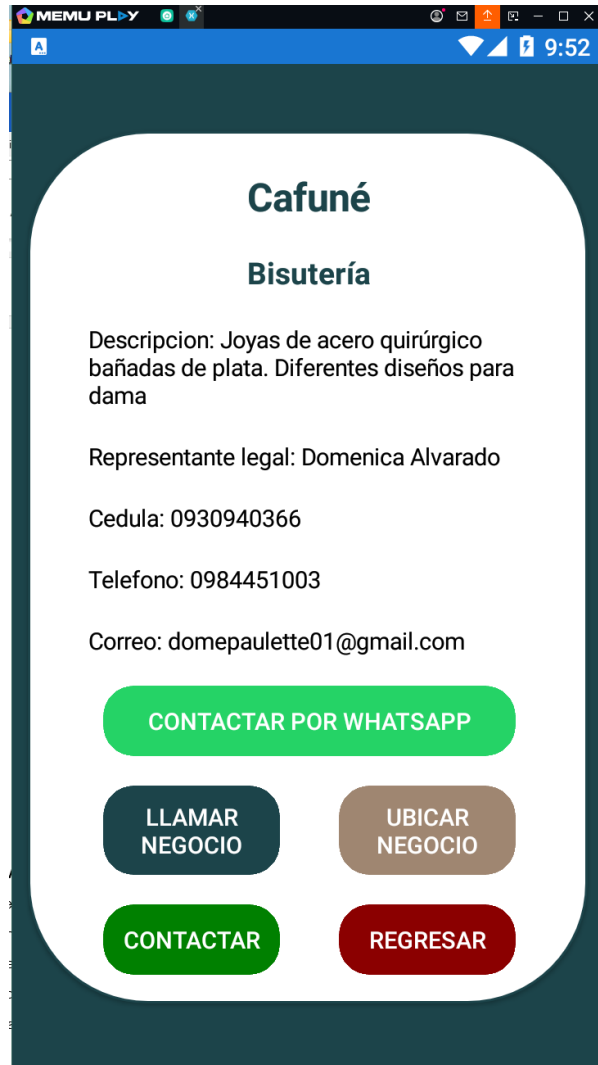 MEMU PLAY
9:52
Cafuné
Bisutería
Descripcion: Joyas de acero quirúrgico
bañadas de plata. Diferentes diseños para
dama
Representante legal: Domenica Alvarado
Cedula: 0930940366
Telefono: 0984451003
Correo: domepaulette01@gmail.com
CONTACTAR POR WHATSAPP
LLAMAR
NEGOCIO
UBICAR
NEGOCIO
CONTACTAR
REGRESAR